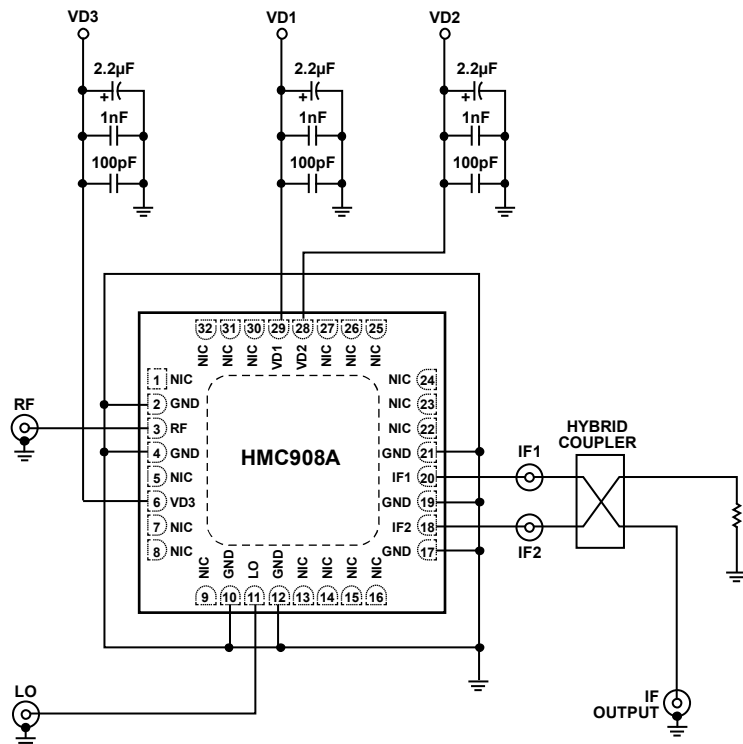 VD3 VD1 VD2
2.2µF 2.2µF 2.2µF
+ + +
1nF 1nF 1nF
100pF 100pF 100pF
32 31 30 29 28 27 26 25
NIC NIC NIC VD1 VD2 NIC NIC NIC
1 NIC NIC 24
RF 2 GND NIC 23
3 RF NIC 22
HYBRID
COUPLER
4 GND HMC908A GND 21 IF1
5 NIC IF1 20
6 VD3 GND 19
7 NIC IF2 18
8 NIC GND 17 IF2
NIC GND LO GND NIC NIC NIC NIC
9 10 11 12 13 14 15 16
LO
IF
OUTPUT